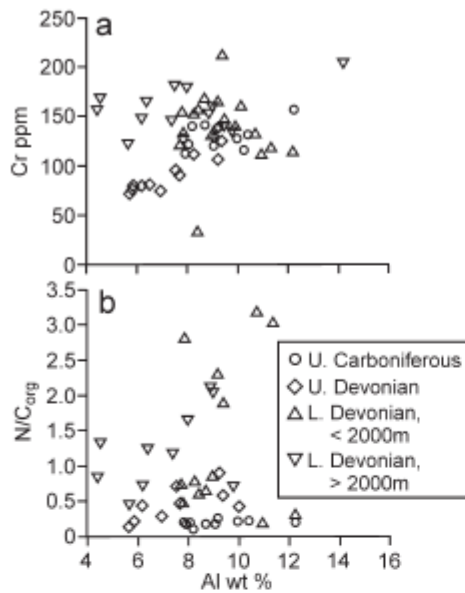 a
250
200
150
100
50
0
Cr ppm
b
3.5
3.0
2.5
2.0
1.5
1.0
0.5
0.0
N/Corg
U. Carboniferous
U. Devonian
L. Devonian,
< 2000m
L. Devonian,
> 2000m
4 6 8 10 12 14 16
Al wt %